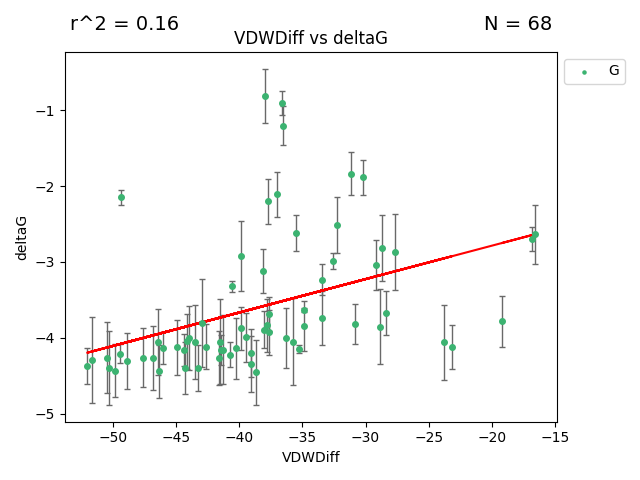 r^2 = 0.16
N = 68
VDWDiff vs deltaG
G
−1
−2
−3
−4
−5
deltaG
−50
−45
−40
−35
−30
−25
−20
−15
VDWDiff